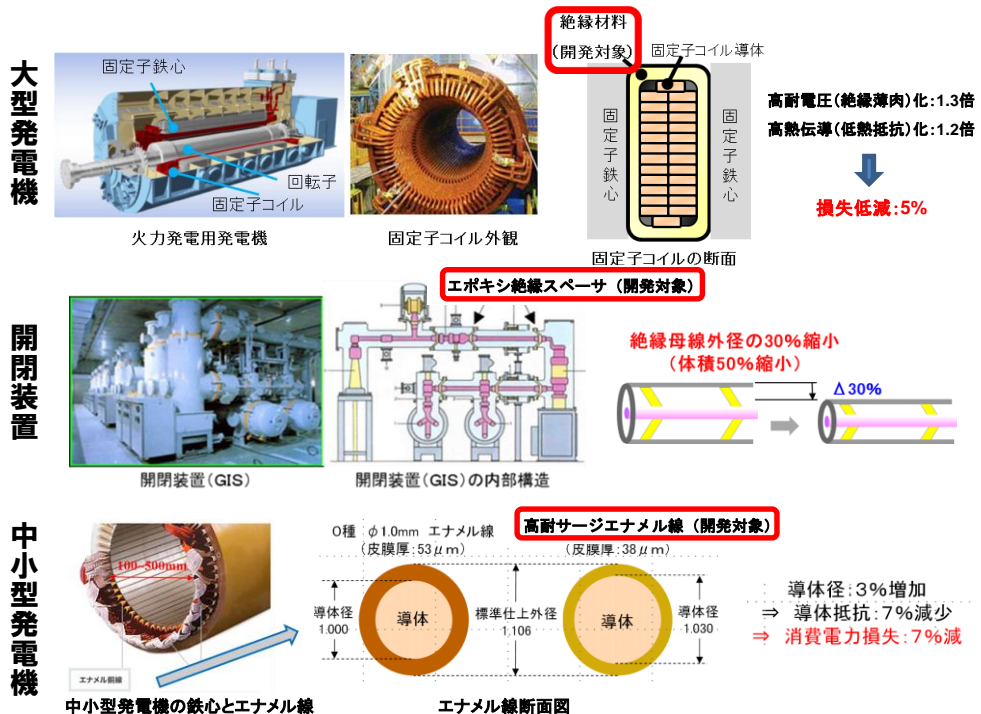 大型発電機
固定子鉄心
回転子
固定子コイル
火力発電用発電機
固定子コイル外観
絶縁材料
(開発対象)
固定子コイル導体
固定子鉄心
固定子鉄心
固定子コイルの断面
高耐電圧(絶縁薄肉)化:1.3倍
高熱伝導(低熱抵抗)化:1.2倍
損失低減:5%
開閉装置
エポキシ絶縁スペーサ (開発対象)
開閉装置(GIS)
開閉装置(GIS)の内部構造
絶縁母線外径の30%縮小
(体積50%縮小)
Δ30%
中小型発電機
100~500mm
エナメル銅線
中小型発電機の鉄心とエナメル線
O種 φ1.0mm エナメル線
(皮膜厚:53μm)
高耐サージエナメル線 (開発対象)
(皮膜厚:38μm)
導体径
1.000
導体
標準仕上外径
1.106
導体
導体径
1.030
エナメル線断面図
導体径:3%増加
⇒ 導体抵抗:7%減少
⇒ 消費電力損失:7%減